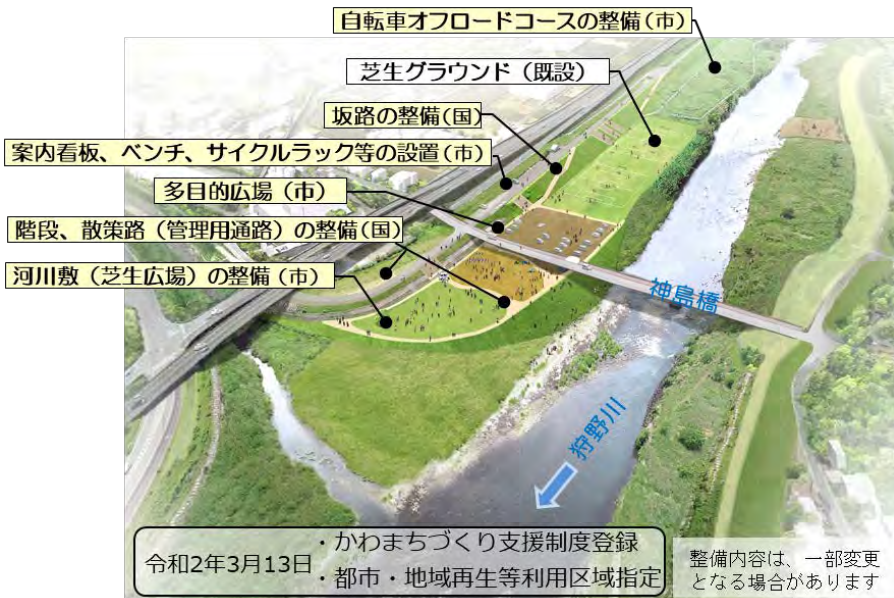 自転車オフロードコースの整備(市)
芝生グラウンド（既設）
坂路の整備(国)
案内看板、ベンチ、サイクルラック等の設置(市)
多目的広場（市）
階段、散策路（管理用通路）の整備(国)
河川敷（芝生広場）の整備（市）
神島橋
狩野川
令和2年3月13日
・かわまちづくり支援制度登録
・都市・地域再生等利用区域指定
整備内容は、一部変更
となる場合があります